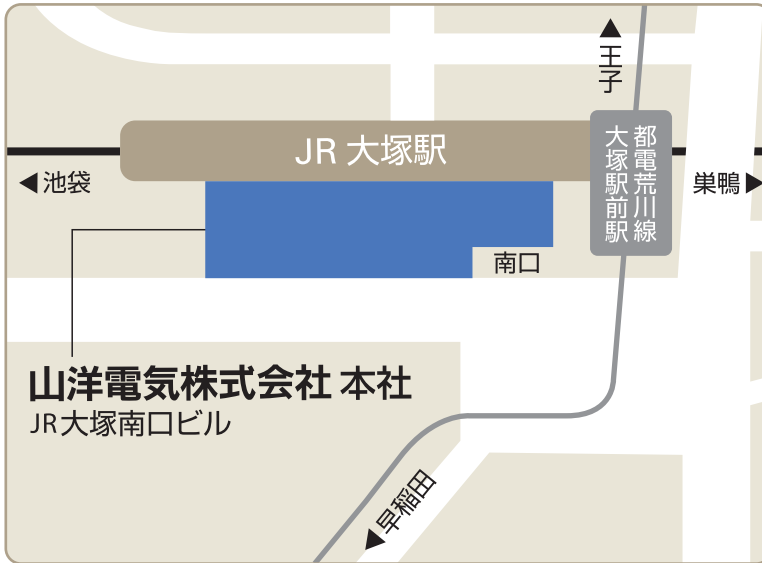 ▲王子
JR 大塚駅
都電荒川線
大塚駅前駅
◀池袋
巣鴨▶
南口
山洋電気株式会社 本社
JR大塚南口ビル
◀早稲田